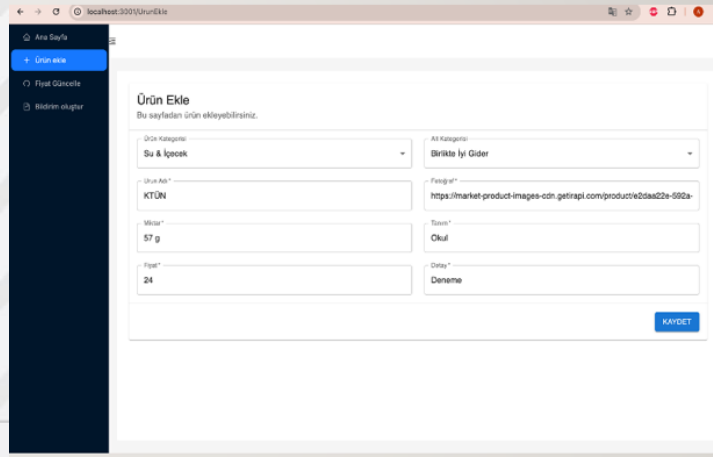 localhost:3001/UrunEkle
Ana Sayfa
+ Ürün ekle
Fiyat Güncelle
Bildirim oluştur
Ürün Ekle
Bu sayfadan ürün ekleyebilirsiniz.
Ürün Kategorisi
Su & İçecek
Alt Kategorisi
Birlikte İyi Gider
Urun Adı *
KTÜN
Fotoğraf *
https://market-product-images-cdn.getirapi.com/product/e2daa22e-592a-
Miktar *
57 g
Tanım *
Okul
Fiyat *
24
Detay *
Deneme
KAYDET